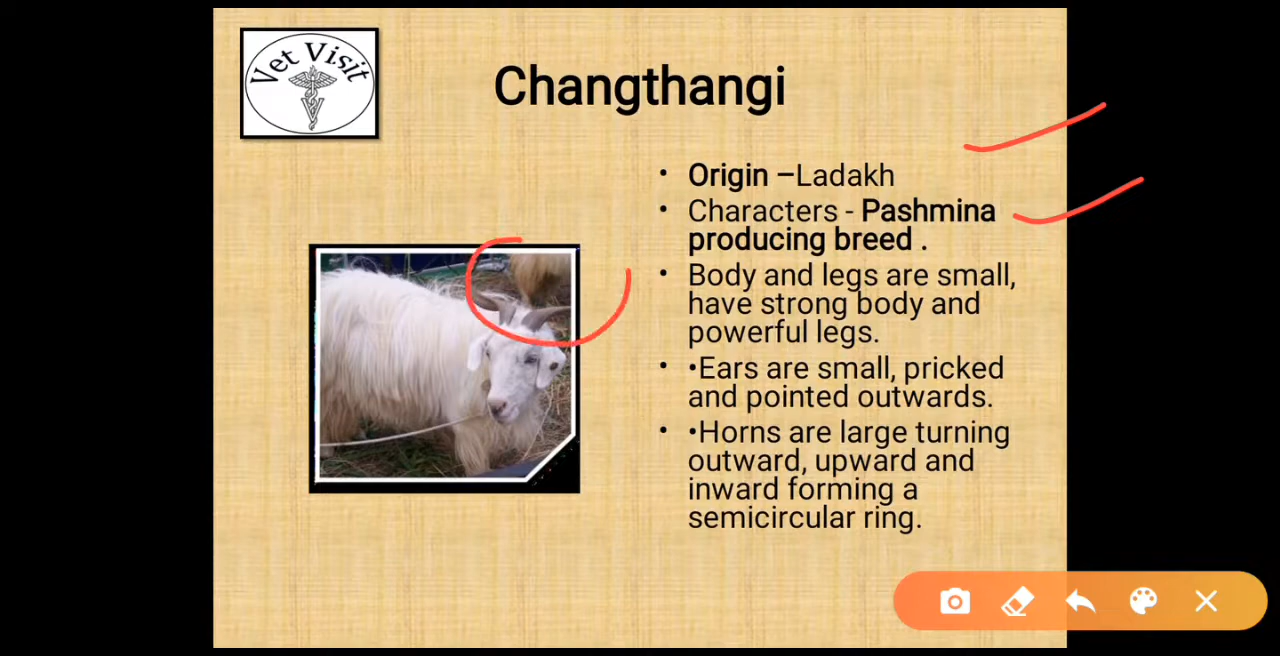 Vet Visit
Changthangi
• Origin –Ladakh
• Characters - Pashmina
producing breed .
• Body and legs are small,
have strong body and
powerful legs.
• •Ears are small, pricked
and pointed outwards.
• •Horns are large turning
outward, upward and
inward forming a
semicircular ring.